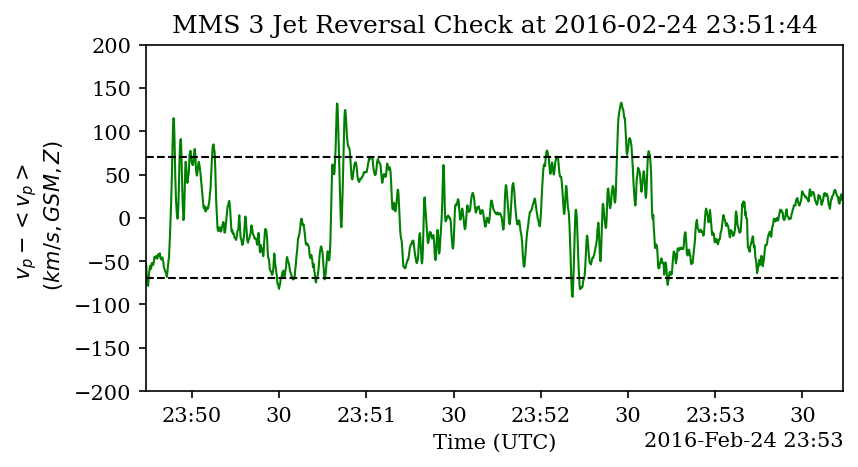 MMS 3 Jet Reversal Check at 2016-02-24 23:51:44
v_p - <v_p>
(km/s, GSM, Z)
200
150
100
50
0
−50
−100
−150
−200
23:50 30 23:51 30 23:52 30 23:53 30
Time (UTC)
2016-Feb-24 23:53